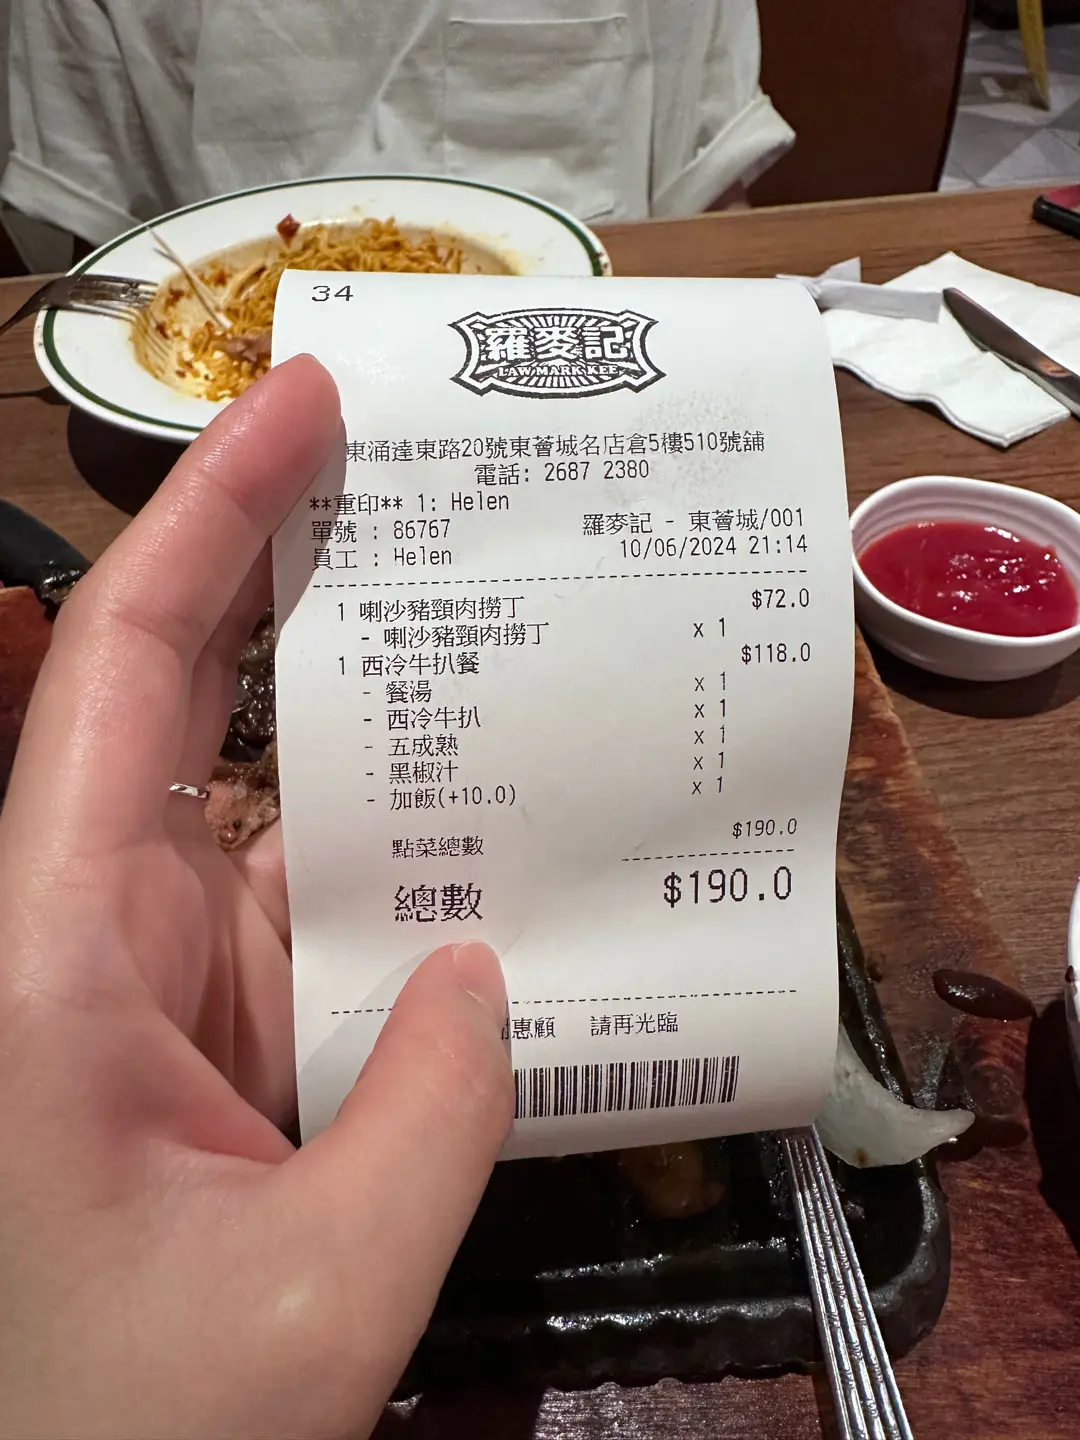 34
羅麥記
LAW MARK KEE
東涌達東路20號東薈城名店倉5樓510號舖
電話: 2687 2380
**重印** 1: Helen
單號 : 86767 羅麥記 - 東薈城/001
員工 : Helen 10/06/2024 21:14
1 喇沙豬頸肉撈丁 $72.0
- 喇沙豬頸肉撈丁 x 1
1 西冷牛扒餐 $118.0
- 餐湯 x 1
- 西冷牛扒 x 1
- 五成熟 x 1
- 黑椒汁 x 1
- 加飯(+10.0) x 1
點菜總數 $190.0
總數 $190.0
惠顧 請再光臨